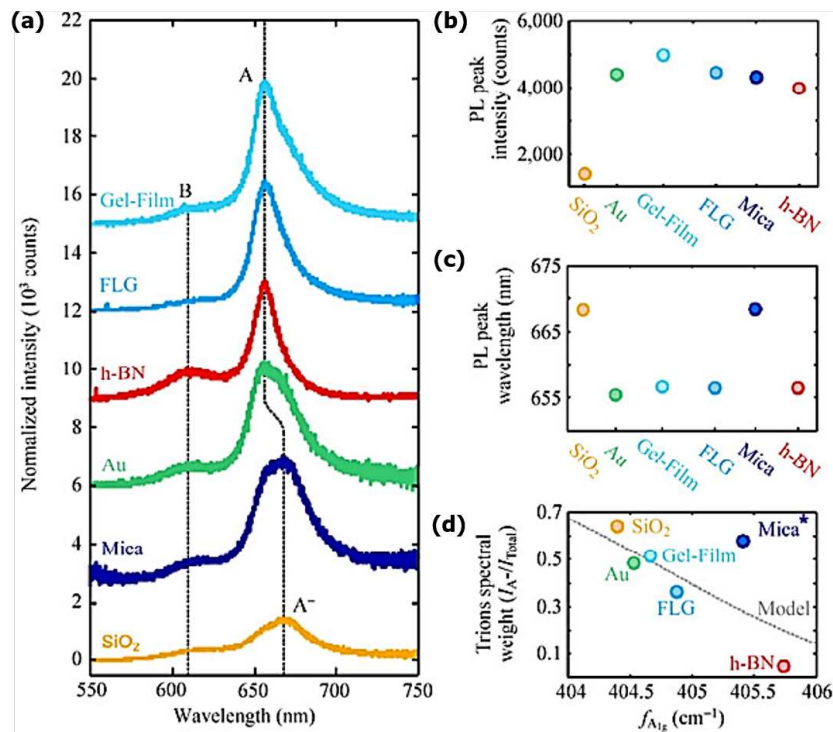 (a)
22
20
18
16
14
12
10
8
6
4
2
0
Normalized intensity (10³ counts)
A
B
Gel-Film
FLG
h-BN
Au
Mica
A⁻
SiO₂
550 600 650 700 750
Wavelength (nm)
(b)
6,000
4,000
2,000
PL peak
intensity (counts)
SiO₂ Au Gel-Film FLG Mica h-BN
(c)
675
665
655
PL peak
wavelength (nm)
SiO₂ Au Gel-Film FLG Mica h-BN
(d)
0.7
0.5
0.3
0.1
Trions spectral
weight (I_A-/I_Total)
SiO₂
Mica*
Gel-Film
Au
FLG
Model
h-BN
404 404.5 405 405.5 406
f_A1g (cm⁻¹)